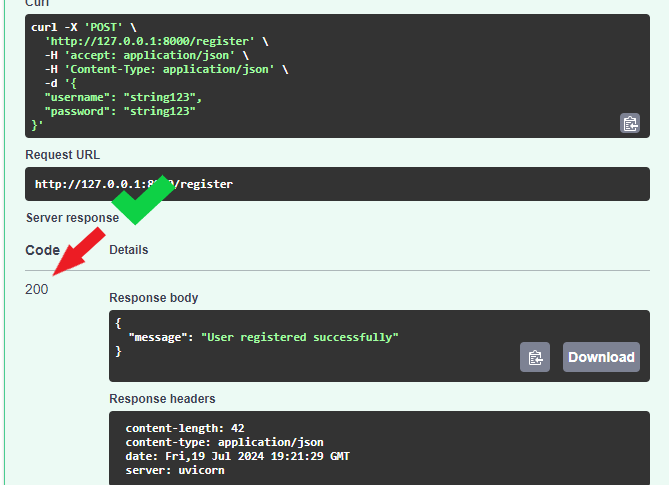 Curl
curl -X 'POST' \
'http://127.0.0.1:8000/register' \
-H 'accept: application/json' \
-H 'Content-Type: application/json' \
-d '{
"username": "string123",
"password": "string123"
}'
Request URL
http://127.0.0.1:8000/register
Server response
Code Details
200
Response body
{
"message": "User registered successfully"
}
Download
Response headers
content-length: 42
content-type: application/json
date: Fri,19 Jul 2024 19:21:29 GMT
server: uvicorn